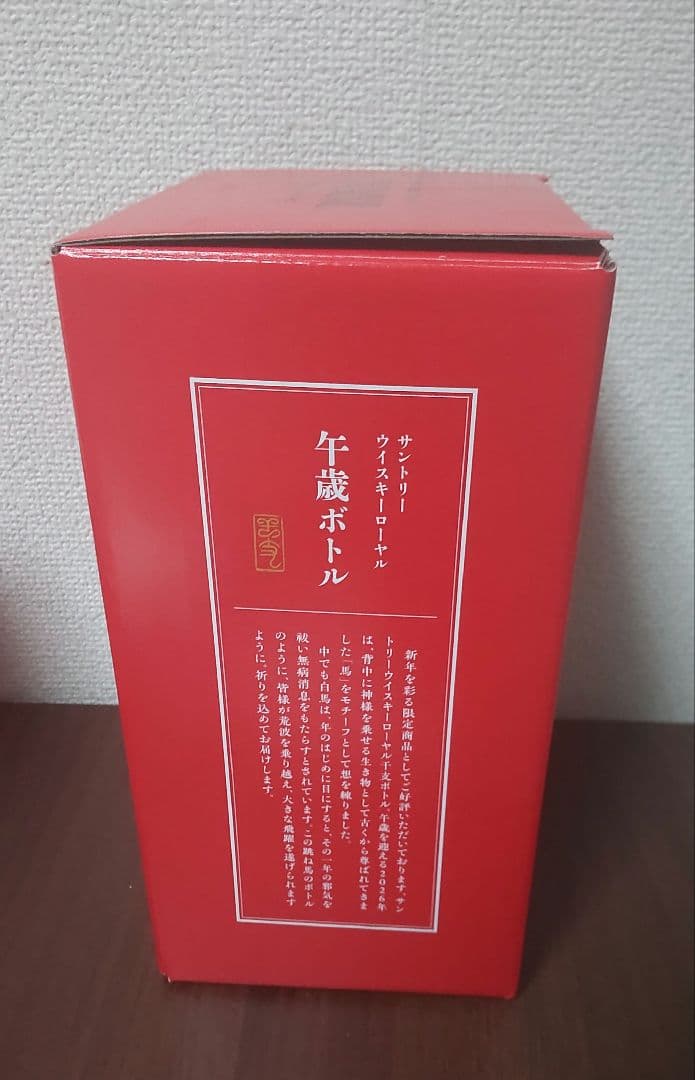 サントリー
ウイスキーローヤル
午歳ボトル
新年を彩る限定商品としてご好評いただいております、サン
トリーウイスキーローヤル干支ボトル。午歳を迎える2026年
は、背中に神様を乗せる生き物として古くから尊ばれてきま
した「馬」をモチーフとして想を練りました。
中でも白馬は、年のはじめに目にすると、その一年の邪気を
祓い無病消息をもたらすとされています。この跳ね馬のボトル
のように、皆様が荒波を乗り越え、大きな飛躍を遂げられます
ように。祈りを込めてお届けします。